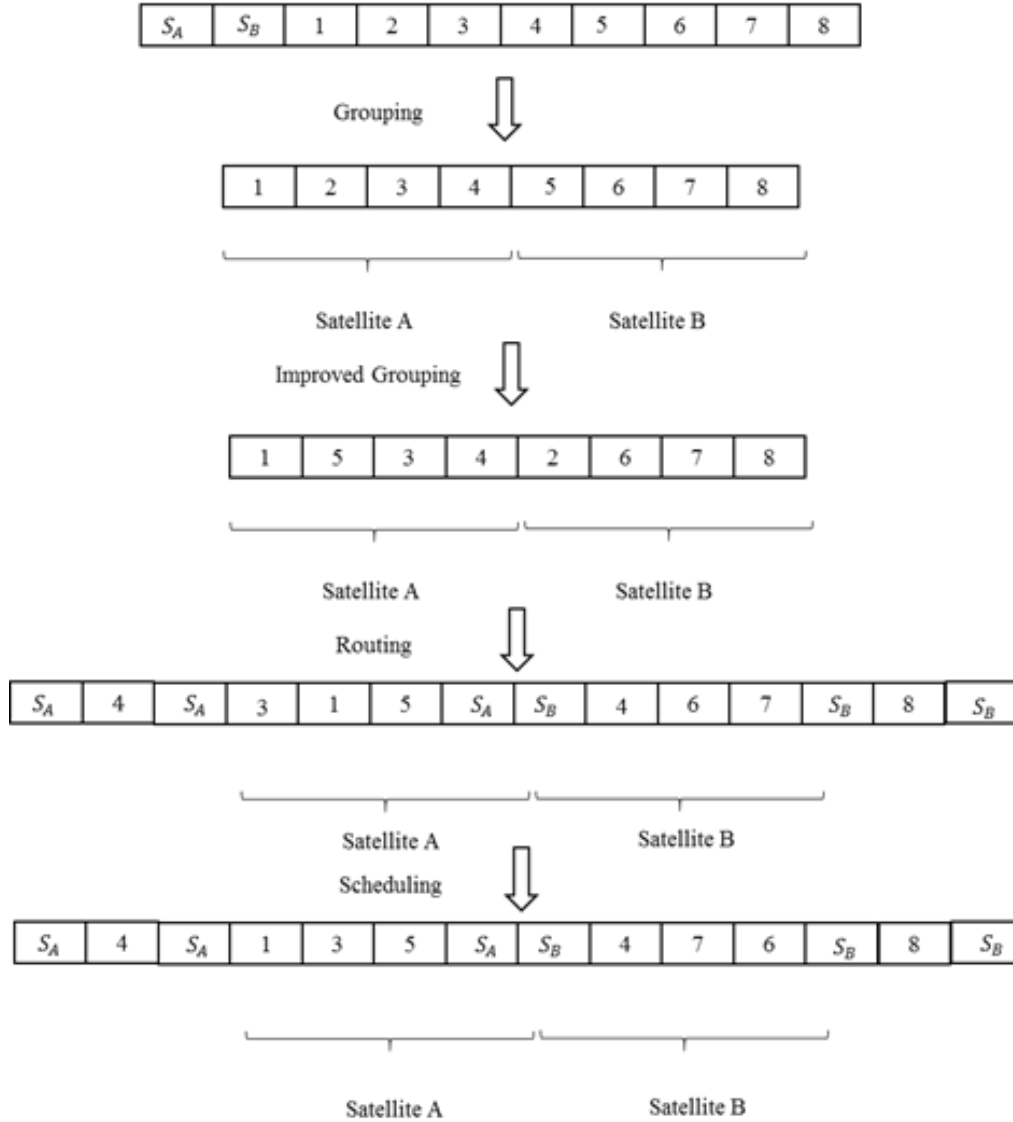 S_A S_B 1 2 3 4 5 6 7 8
Grouping
1 2 3 4 5 6 7 8
Satellite A Satellite B
Improved Grouping
1 5 3 4 2 6 7 8
Satellite A Satellite B
Routing
S_A 4 S_A 3 1 5 S_A S_B 4 6 7 S_B 8 S_B
Satellite A Satellite B
Scheduling
S_A 4 S_A 1 3 5 S_A S_B 4 7 6 S_B 8 S_B
Satellite A Satellite B